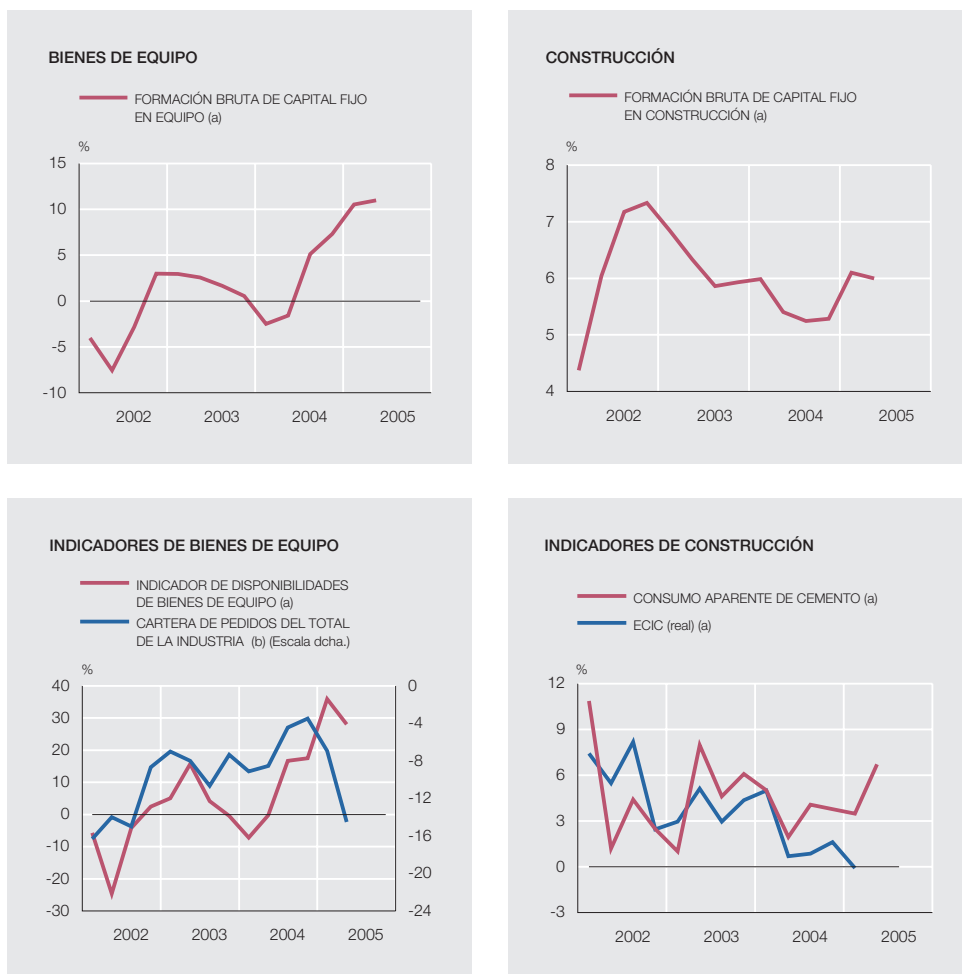 BIENES DE EQUIPO
FORMACIÓN BRUTA DE CAPITAL FIJO
EN EQUIPO (a)
%
15
10
5
0
-5
-10
2002 2003 2004 2005
CONSTRUCCIÓN
FORMACIÓN BRUTA DE CAPITAL FIJO
EN CONSTRUCCIÓN (a)
%
8
7
6
5
4
2002 2003 2004 2005
INDICADORES DE BIENES DE EQUIPO
INDICADOR DE DISPONIBILIDADES
DE BIENES DE EQUIPO (a)
CARTERA DE PEDIDOS DEL TOTAL
DE LA INDUSTRIA (b) (Escala dcha.)
%
40 0
30 -4
20 -8
10 -12
0 -16
-10 -20
-20 -24
-30
2002 2003 2004 2005
INDICADORES DE CONSTRUCCIÓN
CONSUMO APARENTE DE CEMENTO (a)
ECIC (real) (a)
%
12
9
6
3
0
-3
2002 2003 2004 2005